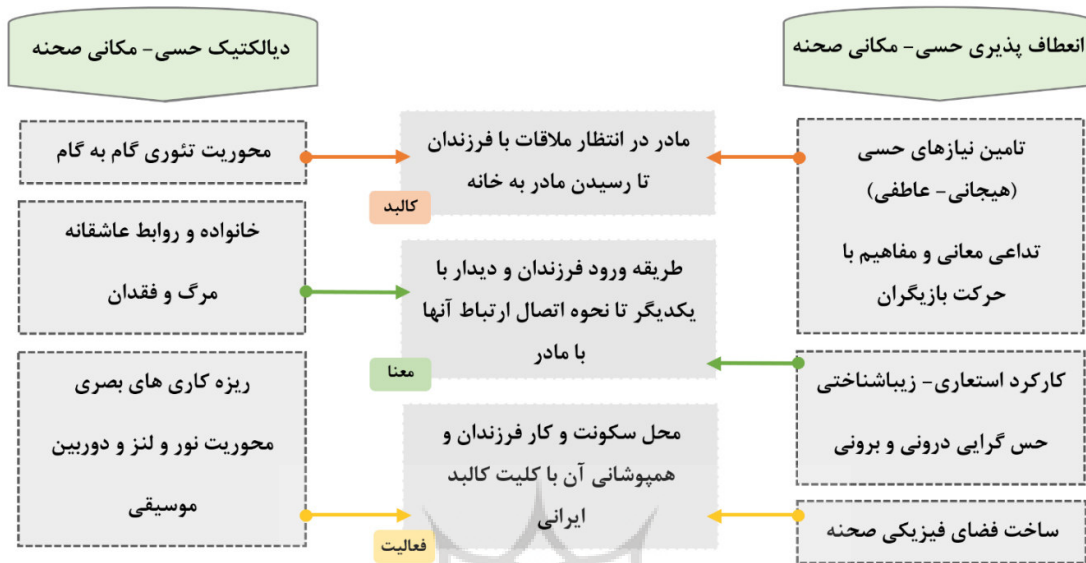 انعطاف پذیری حسی- مکانی صحنه
تامین نیازهای حسی
(هیجانی- عاطفی)
تداعی معانی و مفاهیم با
حرکت بازیگران
کارکرد استعاری- زیباشناختی
حس گرایی درونی و برونی
ساخت فضای فیزیکی صحنه
مادر در انتظار ملاقات با فرزندان
تا رسیدن مادر به خانه
کالبد
طریقه ورود فرزندان و دیدار با
یکدیگر تا نحوه اتصال ارتباط آنها
با مادر
معنا
محل سکونت و کار فرزندان و
همپوشانی آن با کلیت کالبد
ایرانی
فعالیت
دیالکتیک حسی- مکانی صحنه
محوریت تئوری گام به گام
خانواده و روابط عاشقانه
مرگ و فقدان
ریزه کاری های بصری
محوریت نور و لنز و دوربین
موسیقی